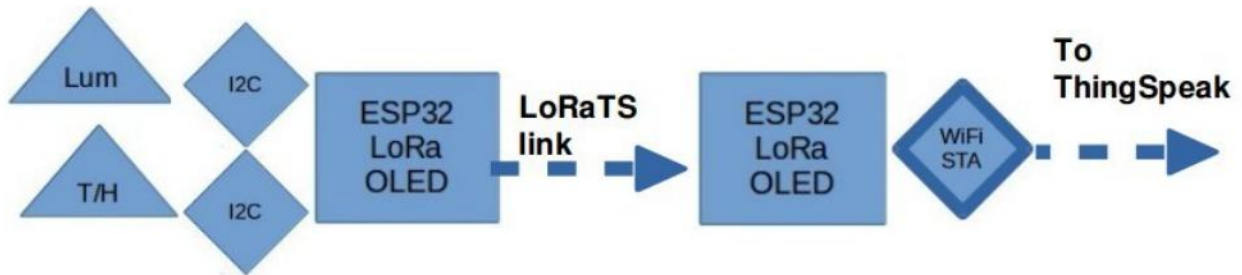 Lum
I2C
T/H
I2C
ESP32
LoRa
OLED
LoRaTS
link
ESP32
LoRa
OLED
WiFi
STA
To
ThingSpeak